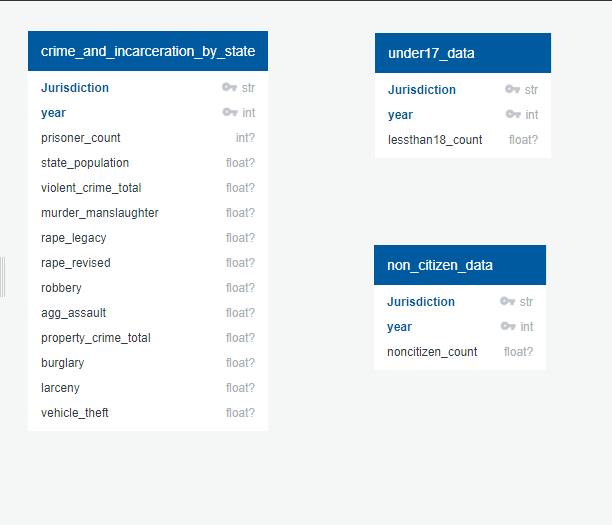 crime_and_incarceration_by_state
Jurisdiction str
year int
prisoner_count int?
state_population float?
violent_crime_total float?
murder_manslaughter float?
rape_legacy float?
rape_revised float?
robbery float?
agg_assault float?
property_crime_total float?
burglary float?
larceny float?
vehicle_theft float?
under17_data
Jurisdiction str
year int
lessthan18_count float?
non_citizen_data
Jurisdiction str
year int
noncitizen_count float?